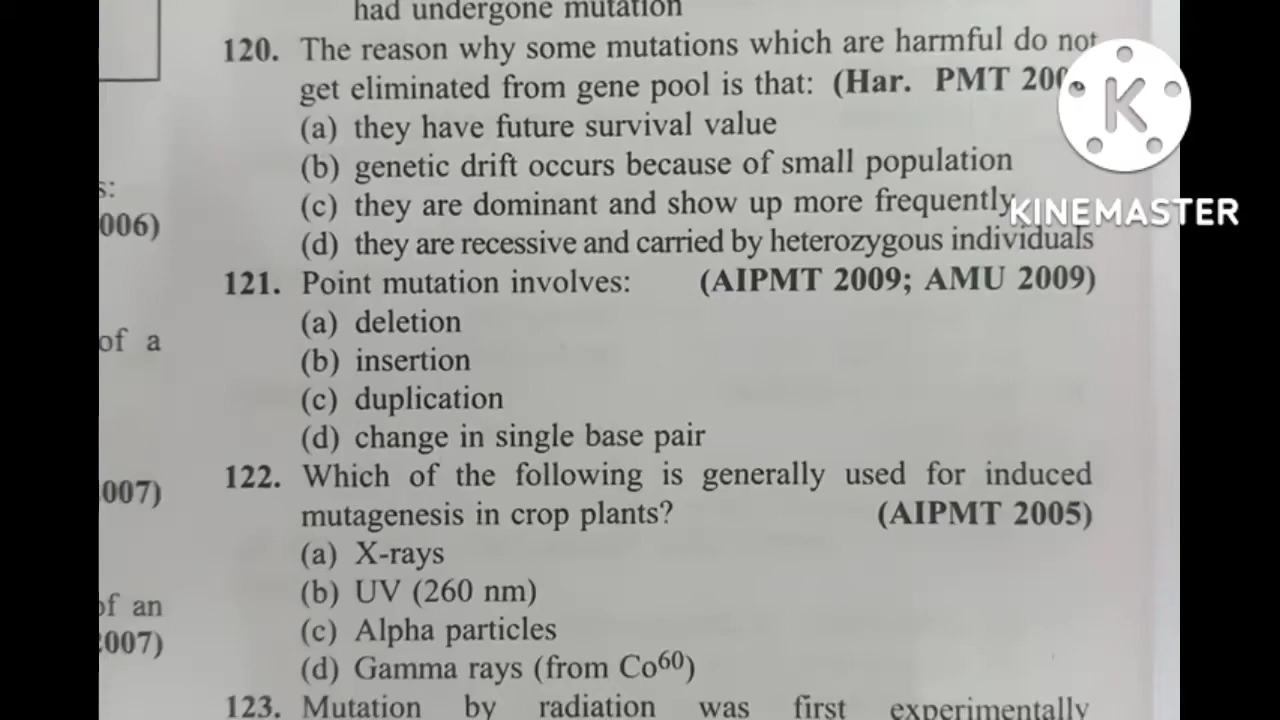 had undergone mutation
120. The reason why some mutations which are harmful do not
get eliminated from gene pool is that: (Har. PMT
(a) they have future survival value
K
(b) genetic drift occurs because of small population
s:
(c) they are dominant and show up more frequently
KINEMASTER
006)
(d) they are recessive and carried by heterozygous individuals
121. Point mutation involves: (AIPMT 2009; AMU 2009)
(a) deletion
of a
(b) insertion
(c) duplication
(d) change in single base pair
122. Which of the following is generally used for induced
007)
mutagenesis in crop plants? (AIPMT 2005)
(a) X-rays
(b) UV (260 nm)
of an
(c) Alpha particles
007)
(d) Gamma rays (from Co⁶⁰)
123. Mutation by radiation was first experimentally